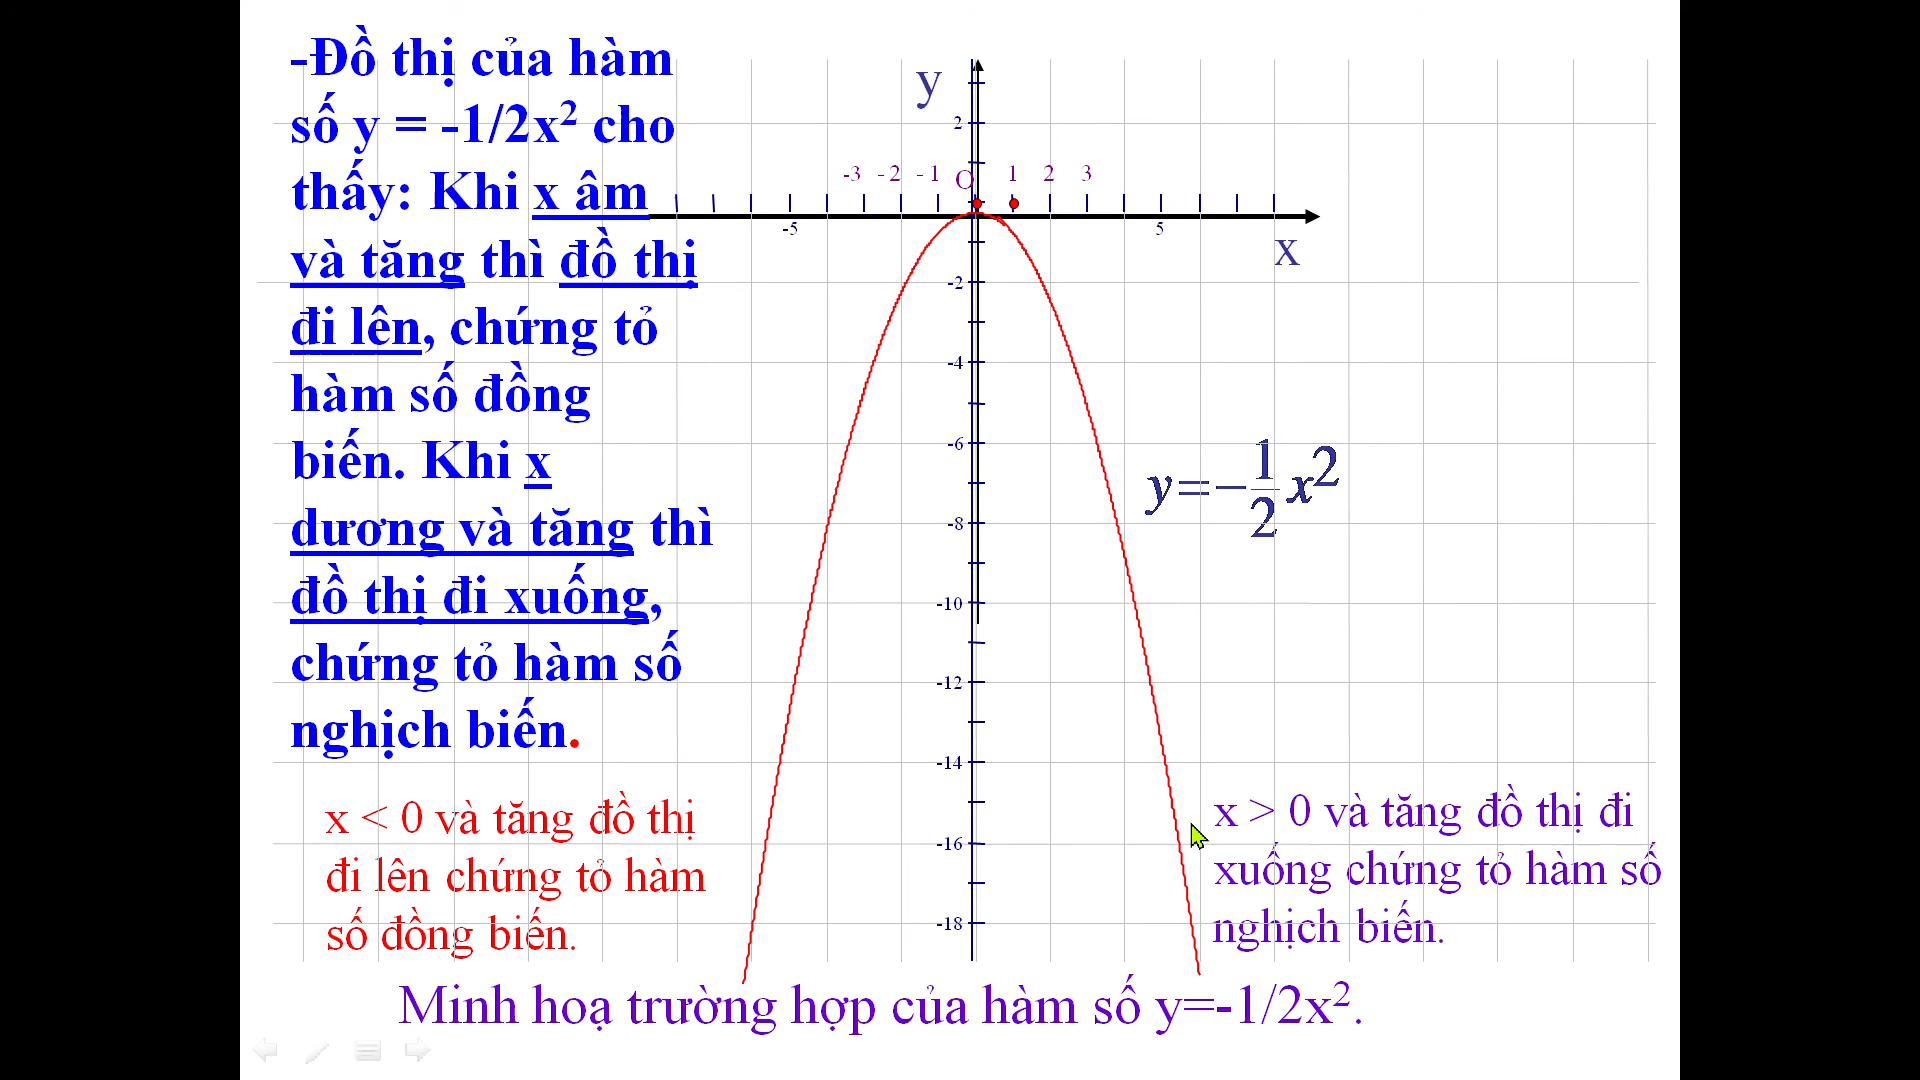 -Đồ thị của hàm
số y = -1/2x² cho
thấy: Khi x âm
và tăng thì đồ thị
đi lên, chứng tỏ
hàm số đồng
biến. Khi x
dương và tăng thì
đồ thị đi xuống,
chứng tỏ hàm số
nghịch biến.
y
2
-3 -2 -1 O 1 2 3
-5 5
x
-2
-4
-6
-8
-10
-12
-14
-16
-18
y=-1/2 x²
x < 0 và tăng đồ thị
đi lên chứng tỏ hàm
số đồng biến.
x > 0 và tăng đồ thị đi
xuống chứng tỏ hàm số
nghịch biến.
Minh hoạ trường hợp của hàm số y=-1/2x².